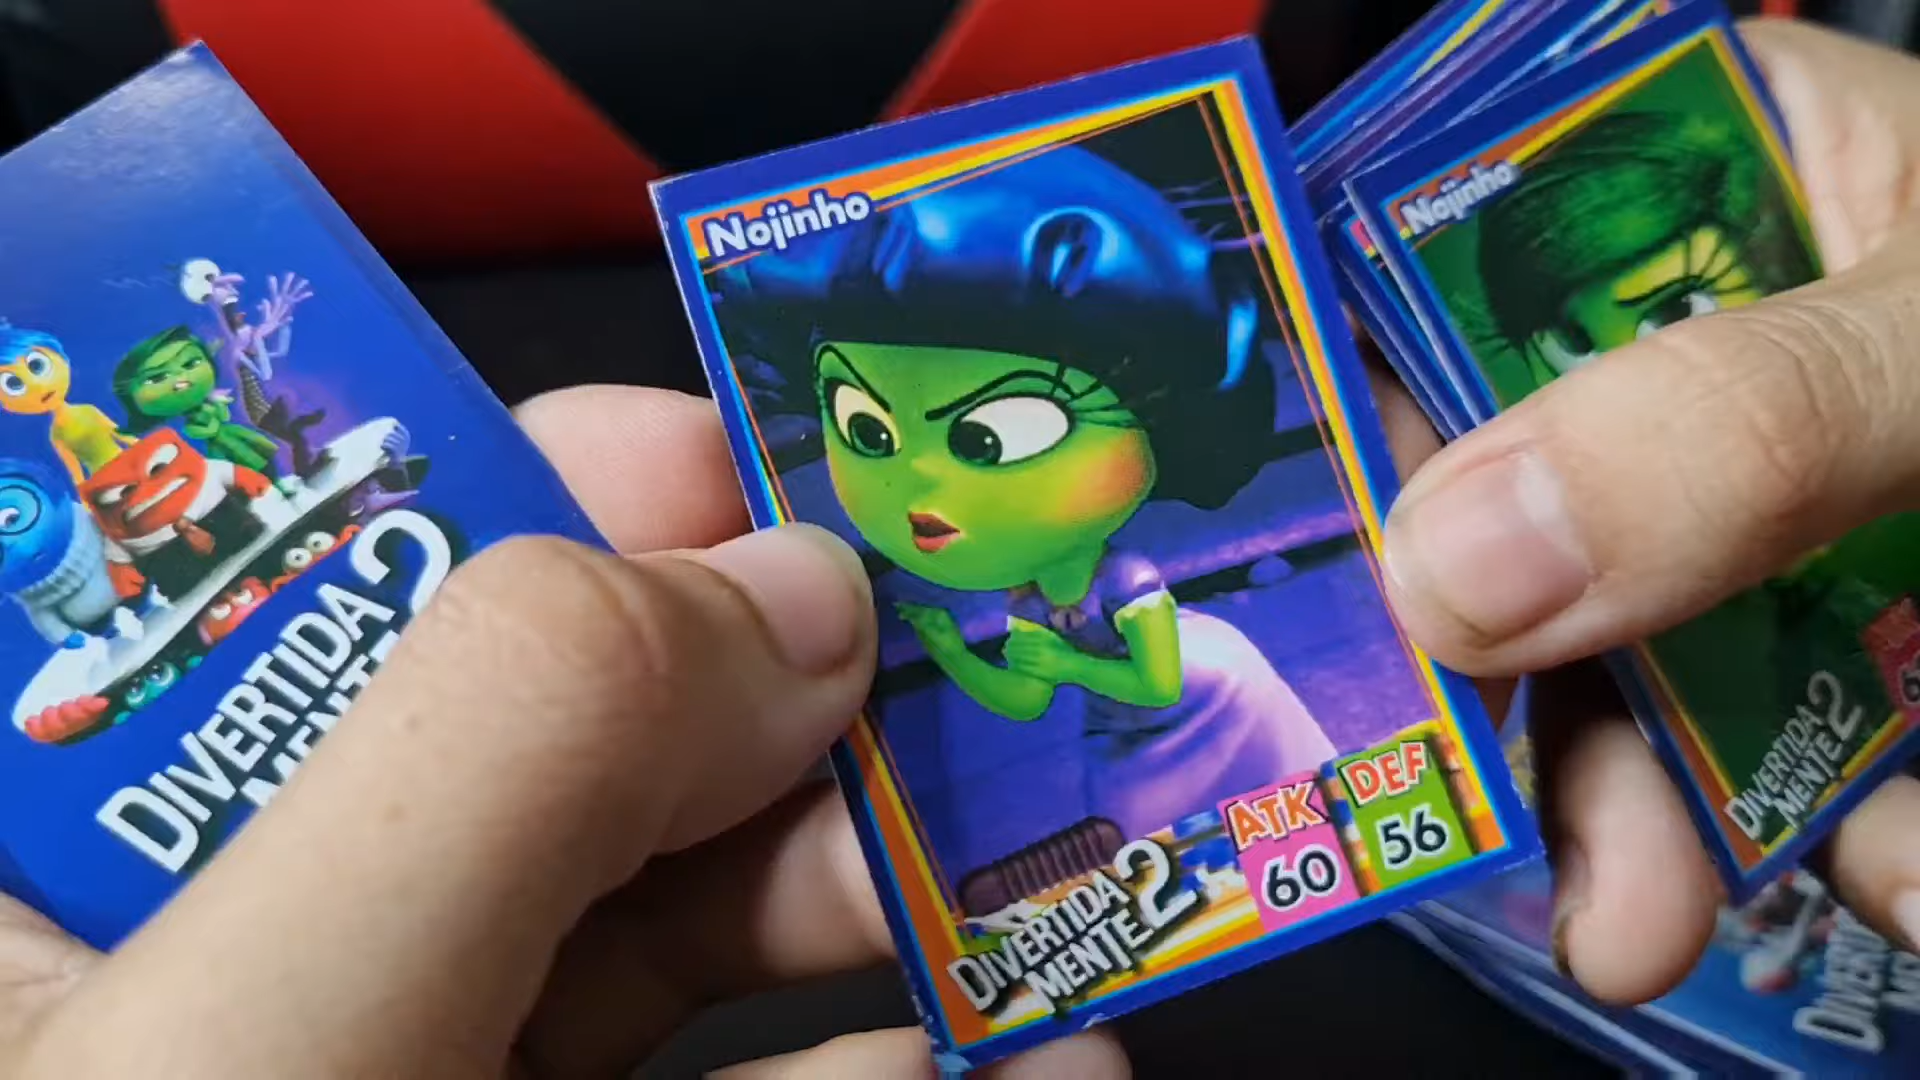 DIVERTIDA
MENTE 2
Nojinho
ATK
60
DEF
56
DIVERTIDA
MENTE 2
Nojinho
DIVERTIDA
MENTE 2